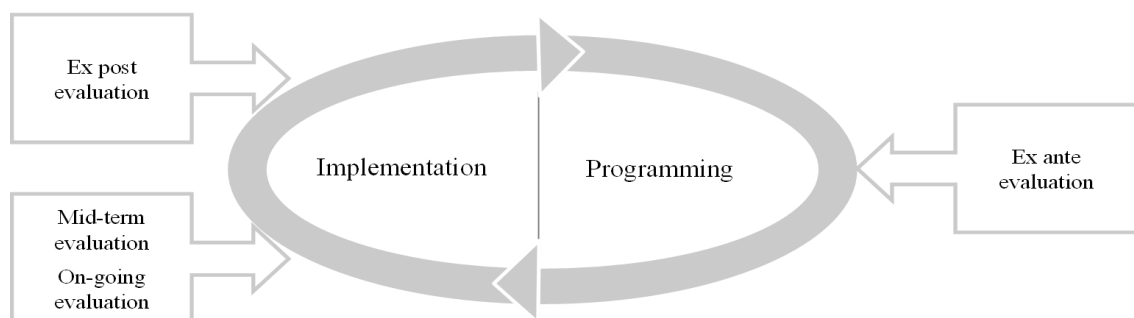 Ex post
evaluation
Implementation
Programming
Ex ante
evaluation
Mid-term
evaluation
On-going
evaluation